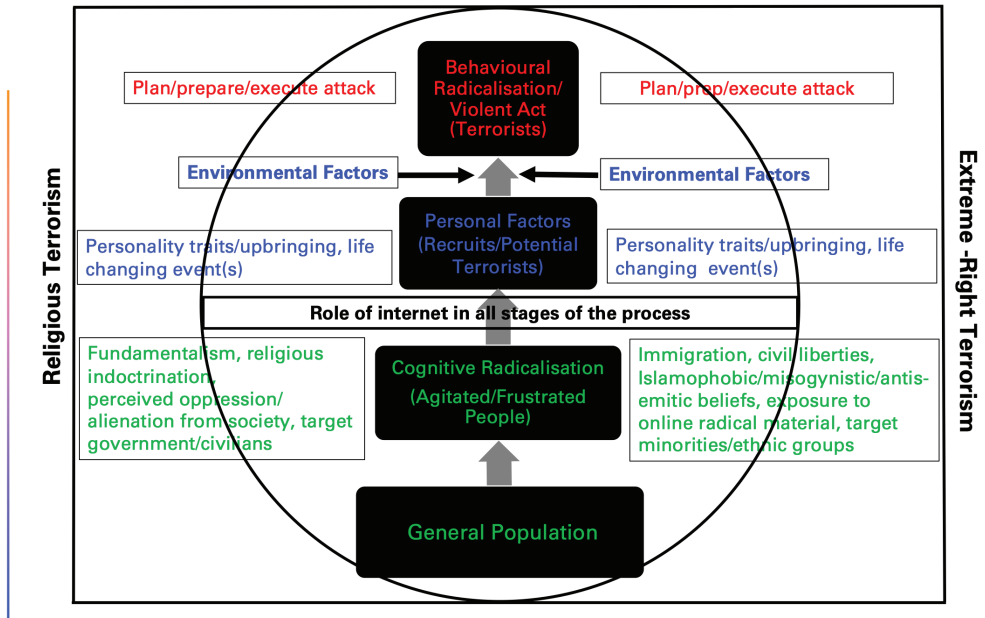 Behavioural
Radicalisation/
Violent Act
(Terrorists)
Plan/prepare/execute attack
Plan/prep/execute attack
Environmental Factors
Environmental Factors
Personal Factors
(Recruits/Potential
Terrorists)
Personality traits/upbringing, life
changing event(s)
Personality traits/upbringing, life
changing event(s)
Role of internet in all stages of the process
Religious Terrorism
Extreme -Right Terrorism
Fundamentalism, religious
indoctrination,
perceived oppression/
alienation from society, target
government/civilians
Cognitive Radicalisation
(Agitated/Frustrated
People)
Immigration, civil liberties,
Islamophobic/misogynistic/antis-
emitic beliefs, exposure to
online radical material, target
minorities/ethnic groups
General Population